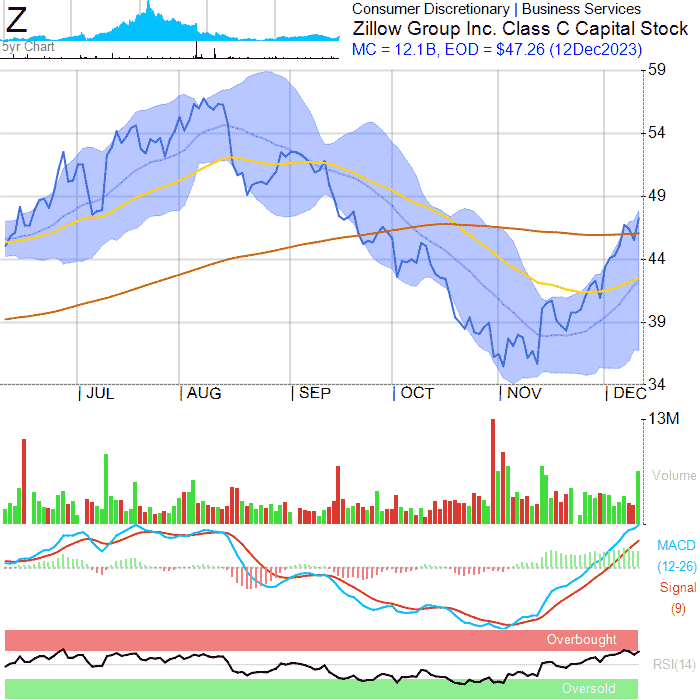 Z
5yr Chart
Consumer Discretionary | Business Services
Zillow Group Inc. Class C Capital Stock
MC = 12.1B, EOD = $47.26 (12Dec2023)
59
54
49
44
39
34
| JUL | AUG | SEP | OCT | NOV | DEC
13M
Volume
MACD
(12-26)
Signal
(9)
Overbought
RSI(14)
Oversold